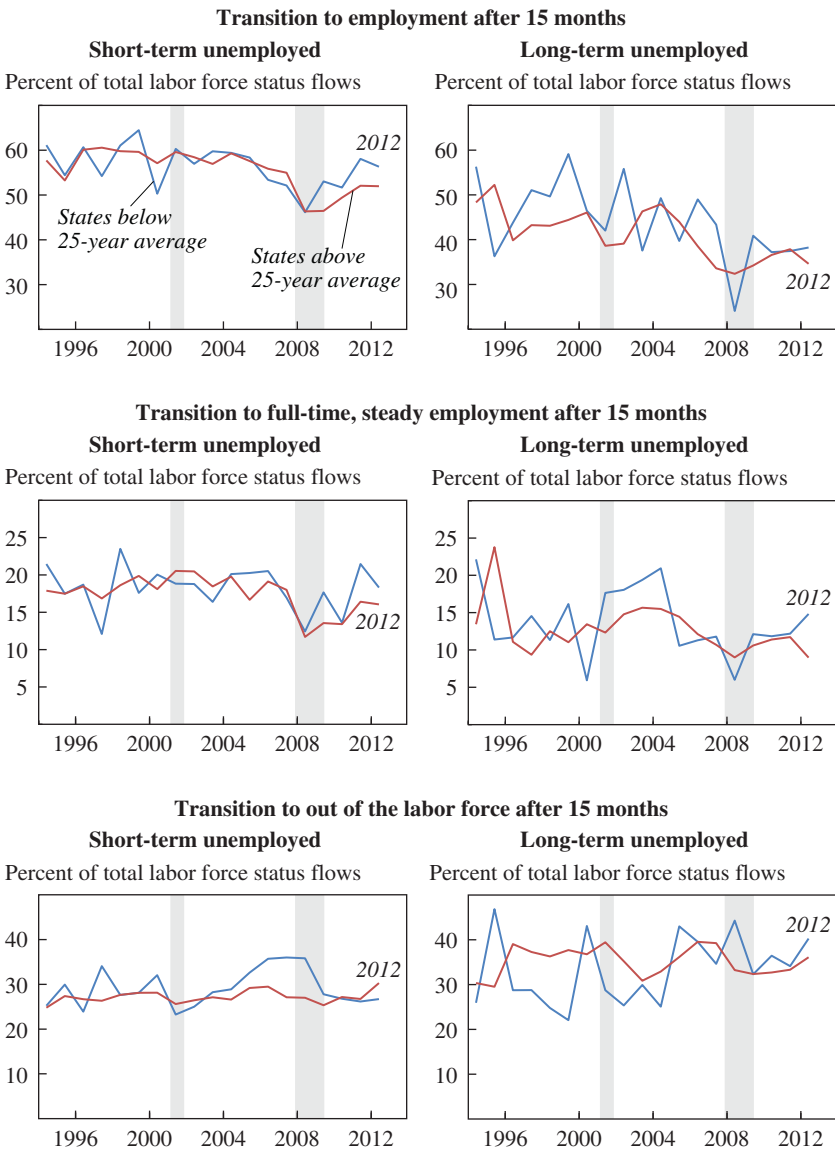 Transition to employment after 15 months
Short-term unemployed
Long-term unemployed
Percent of total labor force status flows
Percent of total labor force status flows
60
50
40
30
2012
States below
25-year average
States above
25-year average
1996 2000 2004 2008 2012
60
50
40
30
2012
1996 2000 2004 2008 2012
Transition to full-time, steady employment after 15 months
Short-term unemployed
Long-term unemployed
Percent of total labor force status flows
Percent of total labor force status flows
25
20
15
10
5
2012
1996 2000 2004 2008 2012
25
20
15
10
5
2012
1996 2000 2004 2008 2012
Transition to out of the labor force after 15 months
Short-term unemployed
Long-term unemployed
Percent of total labor force status flows
Percent of total labor force status flows
40
30
20
10
2012
1996 2000 2004 2008 2012
40
30
20
10
2012
1996 2000 2004 2008 2012